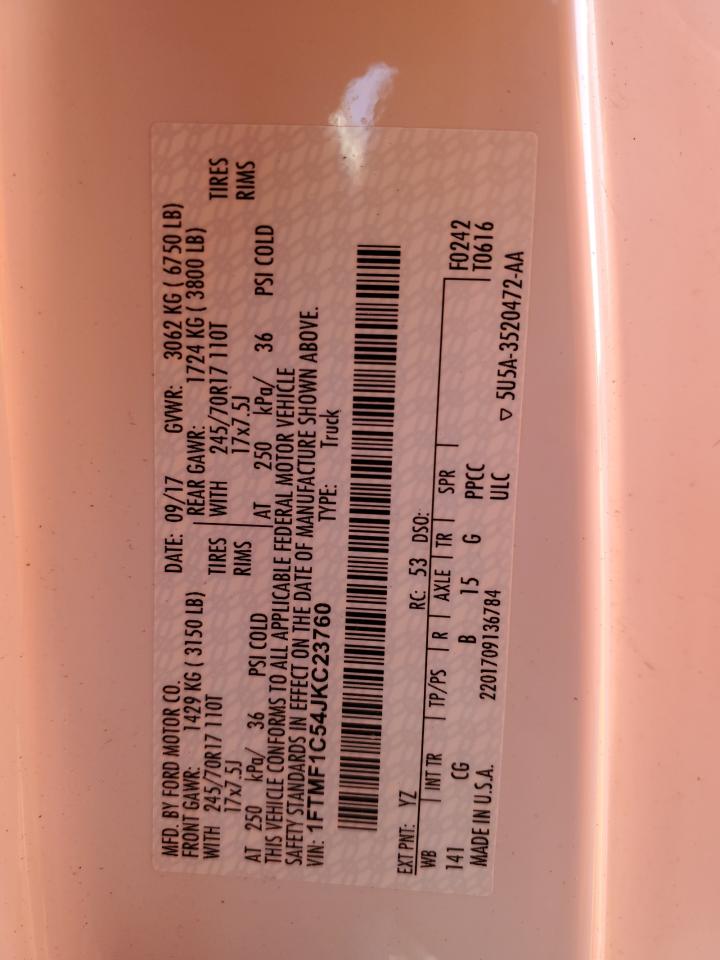 MFD. BY FORD MOTOR CO.
DATE: 09/17 GVWR: 3062 KG ( 6750 LB)
FRONT GAWR: 1429 KG ( 3150 LB)
REAR GAWR: 1724 KG ( 3800 LB)
WITH 245/70R17 110T TIRES
WITH 245/70R17 110T TIRES
17x7.5J RIMS
17x7.5J RIMS
AT 250 kPa/ 36 PSI COLD
AT 250 kPa/ 36 PSI COLD
THIS VEHICLE CONFORMS TO ALL APPLICABLE FEDERAL MOTOR VEHICLE
SAFETY STANDARDS IN EFFECT ON THE DATE OF MANUFACTURE SHOWN ABOVE.
VIN: 1FTMF1C54JKC23760 TYPE: Truck
EXT PNT: YZ RC: 53 DSO:
WB INT TR TP/PS R AXLE TR SPR F0242
141 CG B 15 G PPCC T0616
MADE IN U.S.A. 2201709136784 ULC ▽ 5U5A-3520472-AA